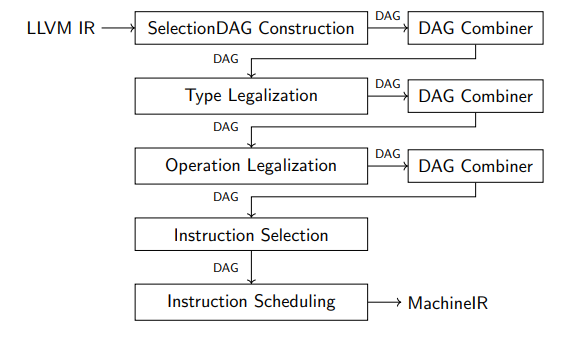 LLVM IR
SelectionDAG Construction
DAG
DAG Combiner
DAG
Type Legalization
DAG
DAG Combiner
DAG
Operation Legalization
DAG
DAG Combiner
DAG
Instruction Selection
DAG
Instruction Scheduling
MachineIR